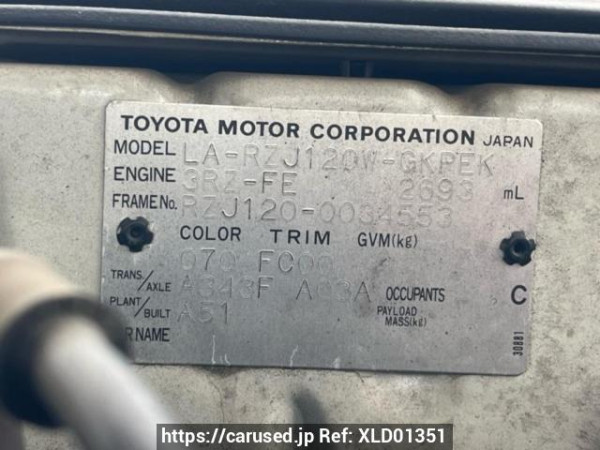 TOYOTA MOTOR CORPORATION JAPAN
MODEL LA-RZJ120W-GKPEK
ENGINE 3RZ-FE 2693 mL
FRAME No. RZJ120-0034553
COLOR TRIM GVM(kg)
070 FC00
TRANS./AXLE A343F A03A OCCUPANTS C
PLANT/BUILT A51 PAYLOAD MASS(kg)
NAME
30881
https://carused.jp Ref: XLD01351